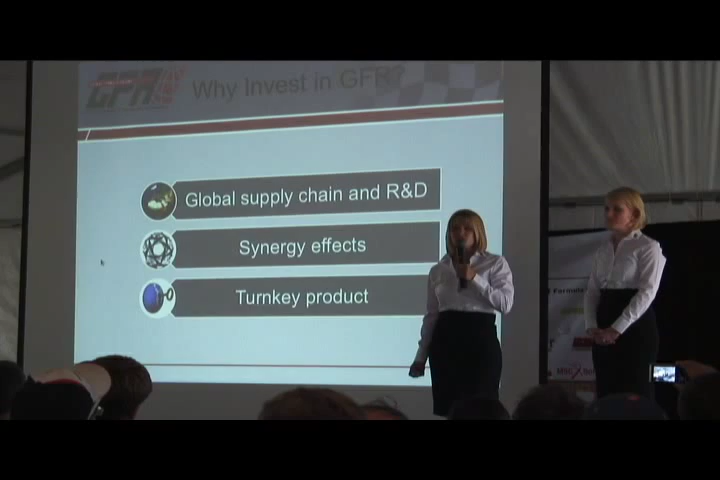 GFR
Why Invest in GFR?
Global supply chain and R&D
Synergy effects
Turnkey product